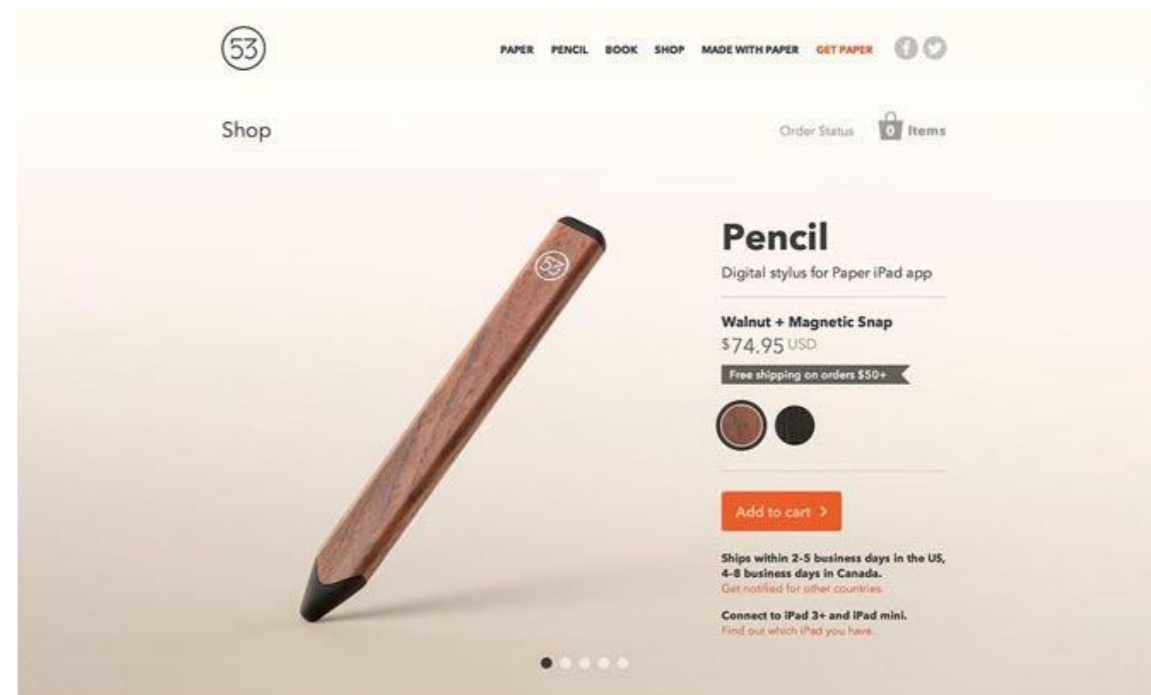 53
PAPER PENCIL BOOK SHOP MADE WITH PAPER GET PAPER f
Shop
Order Status 0 Items
53
Pencil
Digital stylus for Paper iPad app
Walnut + Magnetic Snap
$74.95 USD
Free shipping on orders $50+
Add to cart >
Ships within 2-5 business days in the US,
4-8 business days in Canada.
Get notified for other countries.
Connect to iPad 3+ and iPad mini.
Find out which iPad you have.